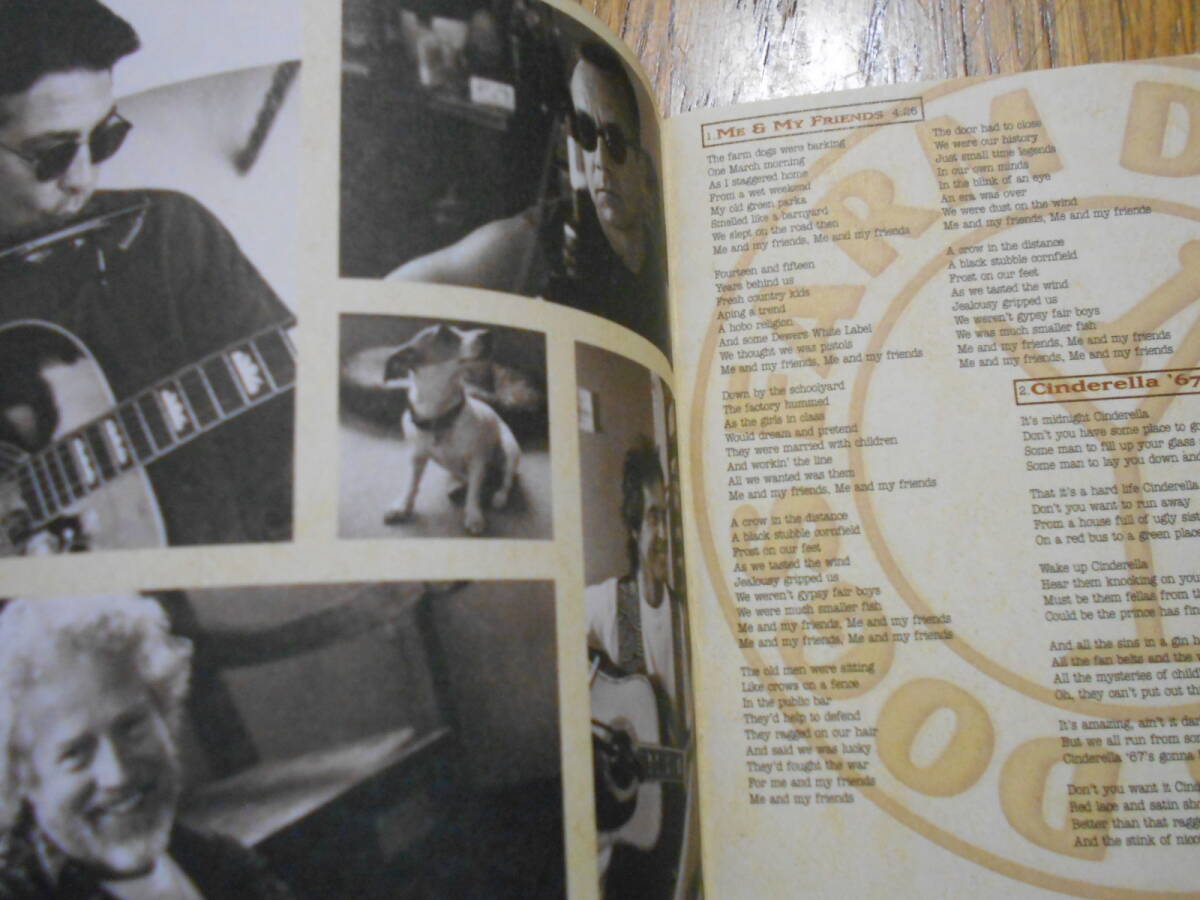 1. ME & MY FRIENDS 4.26
The farm dogs were barking
One March morning
As I staggered home
From a wet weekend
My old green parka
Smelled like a barnyard
We slept on the road then
Me and my friends, Me and my friends
Fourteen and fifteen
Years behind us
Fresh country kids
Aping a trend
A hobo religion
And some Dewers White Label
We thought we was pistols
Me and my friends, Me and my friends
Down by the schoolyard
The factory hummed
As the girls in class
Would dream and pretend
They were married with children
And workin' the line
All we wanted was them
Me and my friends, Me and my friends
A crow in the distance
A black stubble cornfield
Frost on our feet
As we tasted the wind
Jealousy gripped us
We weren't gypsy fair boys
We were much smaller fish
Me and my friends, Me and my friends
Me and my friends, Me and my friends
The old men were sitting
Like crows on a fence
In the public bar
They'd help to defend
They ragged on our hair
And said we was lucky
They'd fought the war
For me and my friends
Me and my friends
The door had to close
We were our history
Just small time legends
In our own minds
In the blink of an eye
An era was over
We were dust on the wind
Me and my friends, Me and my friends
A crow in the distance
A black stubble cornfield
Frost on our feet
As we tasted the wind
Jealousy gripped us
We weren't gypsy fair boys
We was much smaller fish
Me and my friends, Me and my friends
Me and my friends, Me and my friends
2. Cinderella '67
It's midnight Cinderella
Don't you have some place to go
Some man to fill up your glass
Some man to lay you down and
That it's a hard life Cinderella
Don't you want to run away
From a house full of ugly sist
On a red bus to a green place
Wake up Cinderella
Hear them knocking on you
Must be them fellas from th
Could be the prince has fin
And all the sins in a gin h
All the fan belts and the w
All the mysteries of child
Oh, they can't put out th
It's amazing, ain't it da
But we all run from so
Cinderella '67's gonna
Don't you want it Cind
Red lace and satin sho
Better than that ragg
And the stink of nico
BARN D
DOO